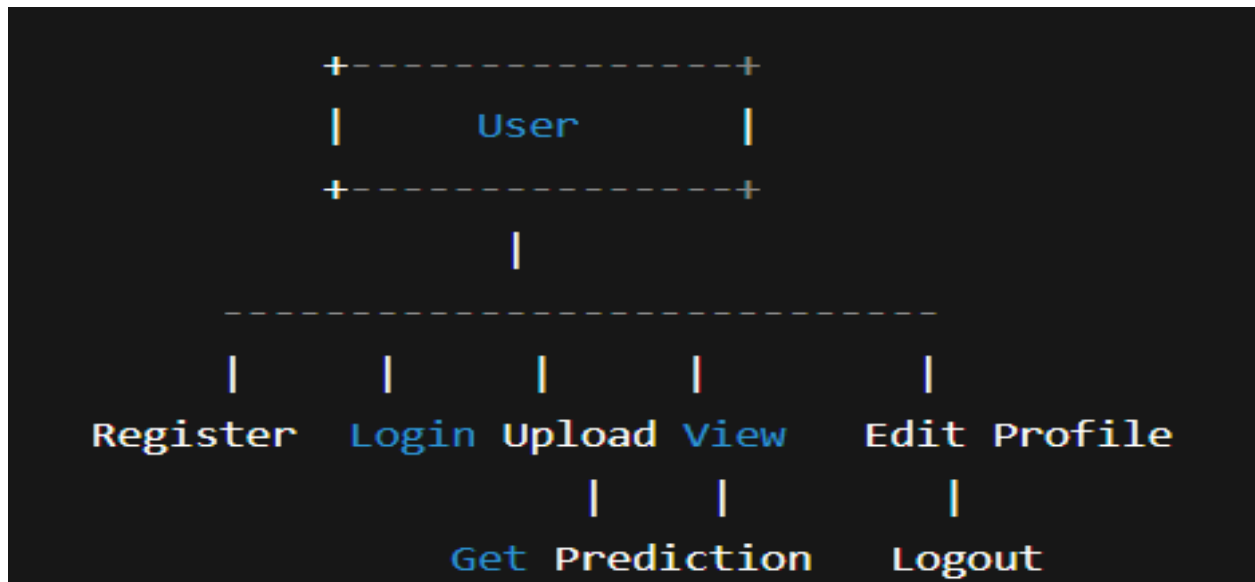 +----------------+
|     User      |
+----------------+
|
----------------------------
|     |     |     |        |
Register  Login Upload View   Edit Profile
|    |        |
Get Prediction   Logout